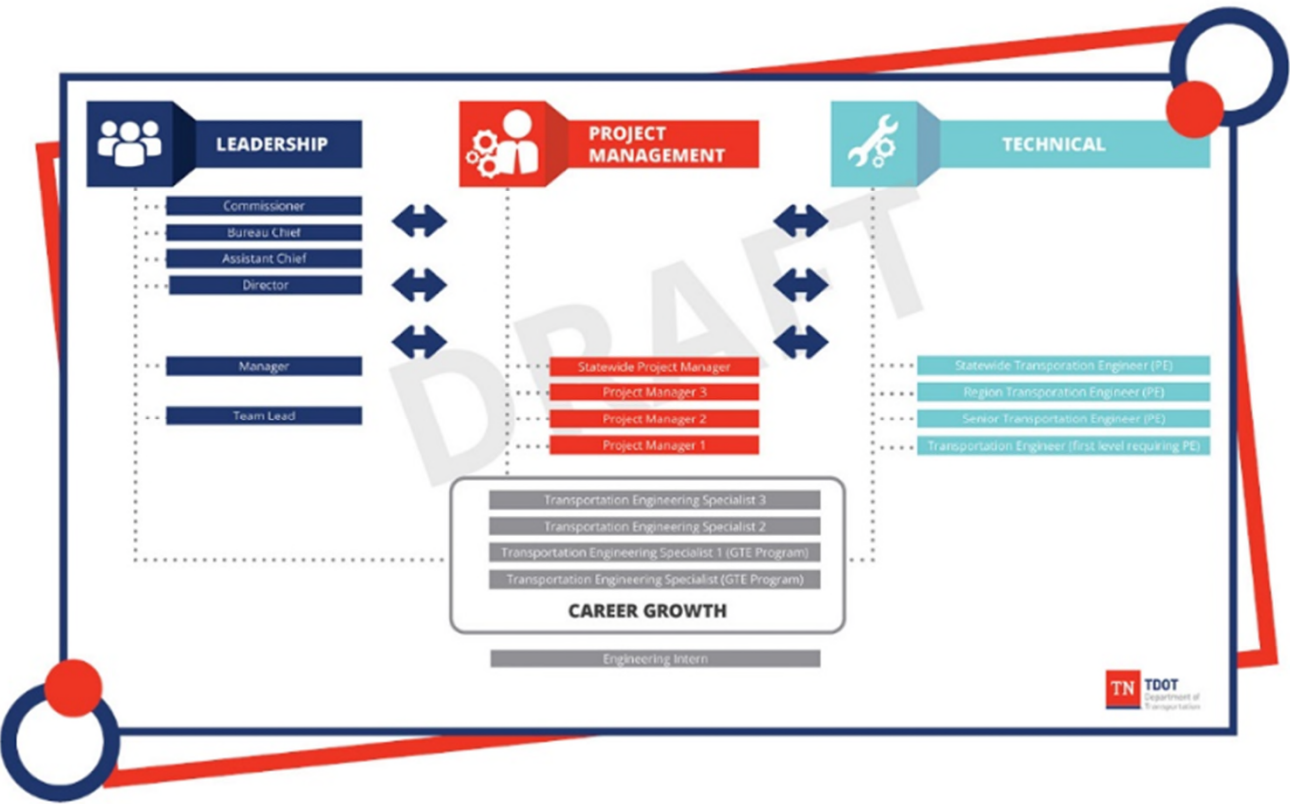 LEADERSHIP
Commissioner
Bureau Chief
Assistant Chief
Director
Manager
Team Lead
PROJECT
MANAGEMENT
Statewide Project Manager
Project Manager 3
Project Manager 2
Project Manager 1
TECHNICAL
Statewide Transporation Engineer (PE)
Region Transporation Engineer (PE)
Senior Transportation Engineer (PE)
Transportation Engineer (first level requiring PE)
DRAFT
Transportation Engineering Specialist 3
Transportation Engineering Specialist 2
Transportation Engineering Specialist 1 (GTE Program)
Transportation Engineering Specialist (GTE Program)
CAREER GROWTH
Engineering Intern
TN
TDOT
Department of
Transportation